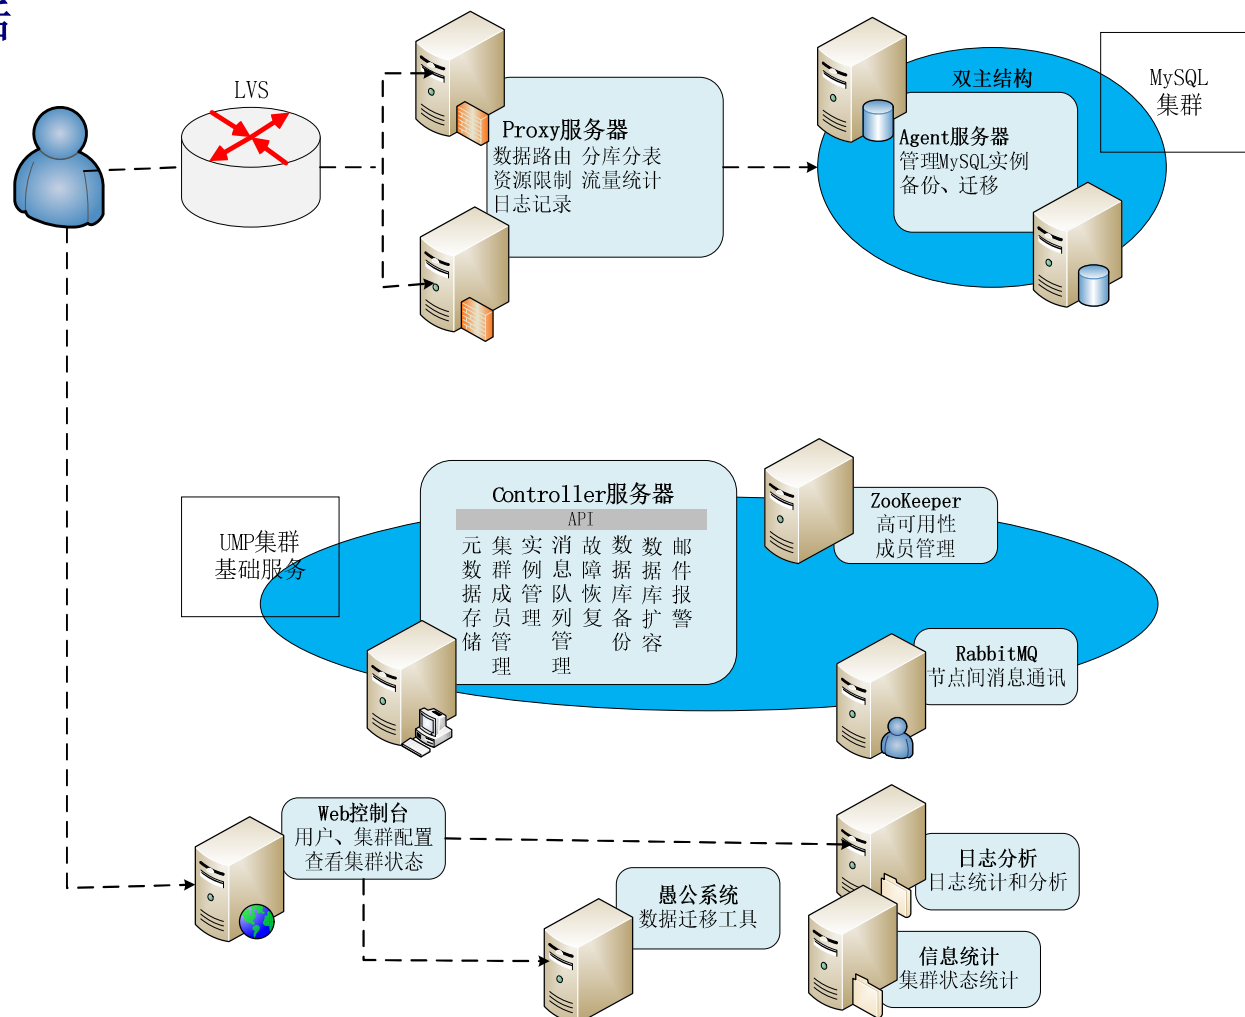 LVS
Proxy服务器
数据路由 分库分表
资源限制 流量统计
日志记录
双主结构
Agent服务器
管理MySQL实例
备份、迁移
MySQL
集群
UMP集群
基础服务
Controller服务器
API
元数据存储
集群成员管理
实例管理
消息队列管理
故障恢复
数据库备份
数据库扩容
邮件报警
ZooKeeper
高可用性
成员管理
RabbitMQ
节点间消息通讯
Web控制台
用户、集群配置
查看集群状态
愚公系统
数据迁移工具
日志分析
日志统计和分析
信息统计
集群状态统计